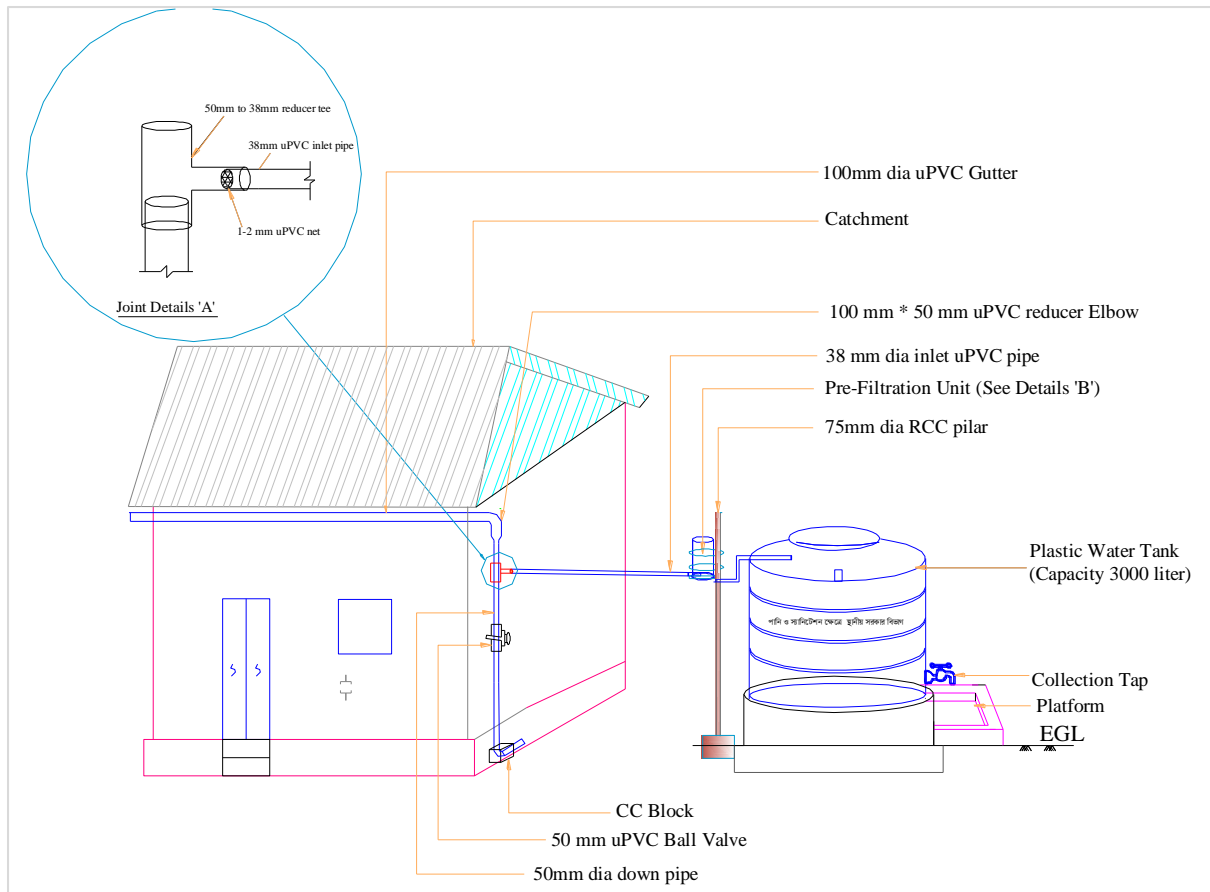 50mm to 38mm reducer tee
38mm uPVC inlet pipe
1-2 mm uPVC net
Joint Details 'A'
100mm dia uPVC Gutter
Catchment
100 mm * 50 mm uPVC reducer Elbow
38 mm dia inlet uPVC pipe
Pre-Filtration Unit (See Details 'B')
75mm dia RCC pilar
Plastic Water Tank
(Capacity 3000 liter)
পানি ও স্যানিটেশন ক্ষেত্রে স্থানীয় সরকার বিভাগ
Collection Tap
Platform
EGL
CC Block
50 mm uPVC Ball Valve
50mm dia down pipe